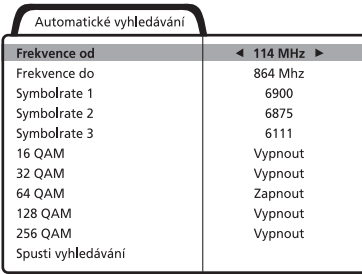 Automatické vyhledávání
Frekvence od ◄ 114 MHz ►
Frekvence do 864 Mhz
Symbolrate 1 6900
Symbolrate 2 6875
Symbolrate 3 6111
16 QAM Vypnout
32 QAM Vypnout
64 QAM Zapnout
128 QAM Vypnout
256 QAM Vypnout
Spusti vyhledávání